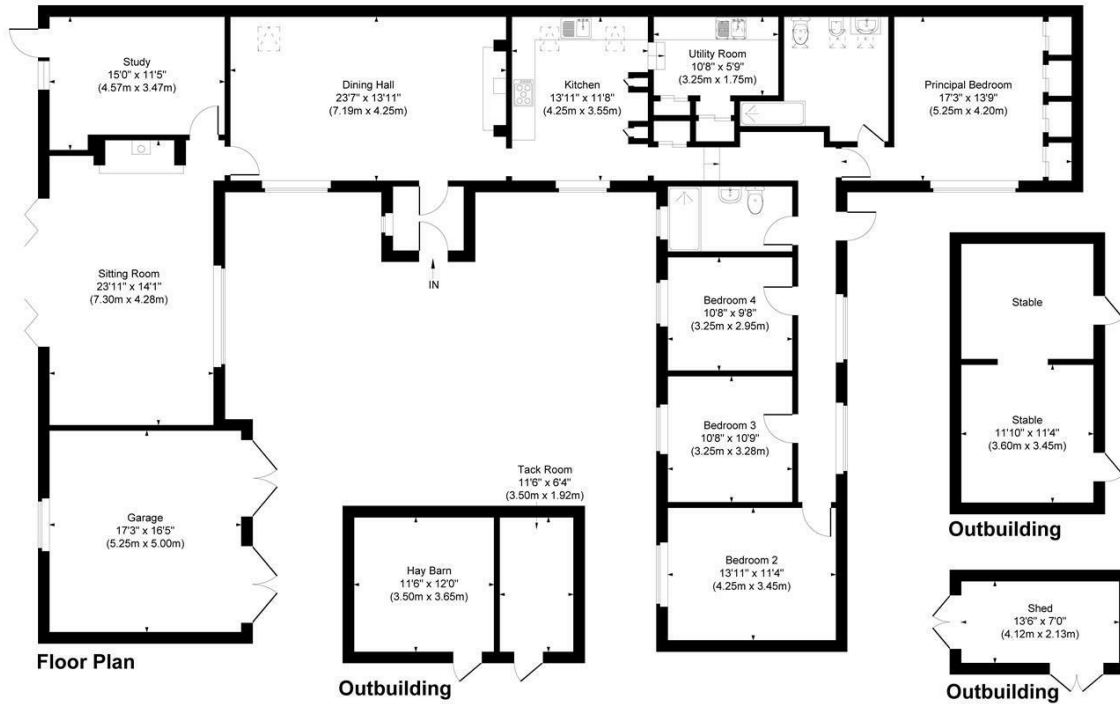 Study
15'0" x 11'5"
(4.57m x 3.47m)
Dining Hall
23'7" x 13'11"
(7.19m x 4.25m)
Kitchen
13'11" x 11'8"
(4.25m x 3.55m)
Utility Room
10'8" x 5'9"
(3.25m x 1.75m)
Principal Bedroom
17'3" x 13'9"
(5.25m x 4.20m)
Sitting Room
23'11" x 14'1"
(7.30m x 4.28m)
IN
Bedroom 4
10'8" x 9'8"
(3.25m x 2.95m)
Stable
Stable
11'10" x 11'4"
(3.60m x 3.45m)
Outbuilding
Bedroom 3
10'8" x 10'9"
(3.25m x 3.28m)
Tack Room
11'6" x 6'4"
(3.50m x 1.92m)
Garage
17'3" x 16'5"
(5.25m x 5.00m)
Floor Plan
Hay Barn
11'6" x 12'0"
(3.50m x 3.65m)
Outbuilding
Bedroom 2
13'11" x 11'4"
(4.25m x 3.45m)
Shed
13'6" x 7'0"
(4.12m x 2.13m)
Outbuilding